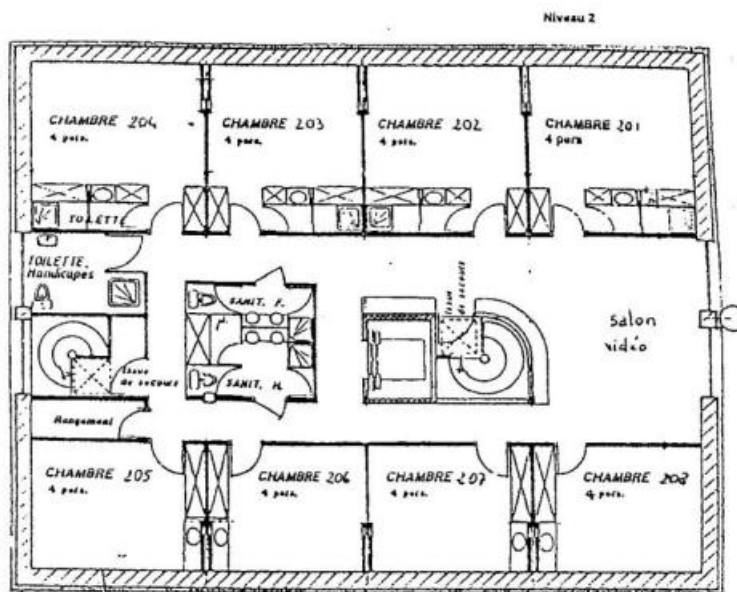 Niveau 2
CHAMBRE 204
4 pers.
CHAMBRE 203
4 pers.
CHAMBRE 202
4 pers.
CHAMBRE 201
4 pers
TOILETTE
TOILETTE
Handicapés
SANIT. F.
Issue
de secours
Salon
vidéo
Issue
de secours
SANIT. H.
Rangement
CHAMBRE 205
4 pers.
CHAMBRE 206
4 pers.
CHAMBRE 207
4 pers.
CHAMBRE 208
4 pers.